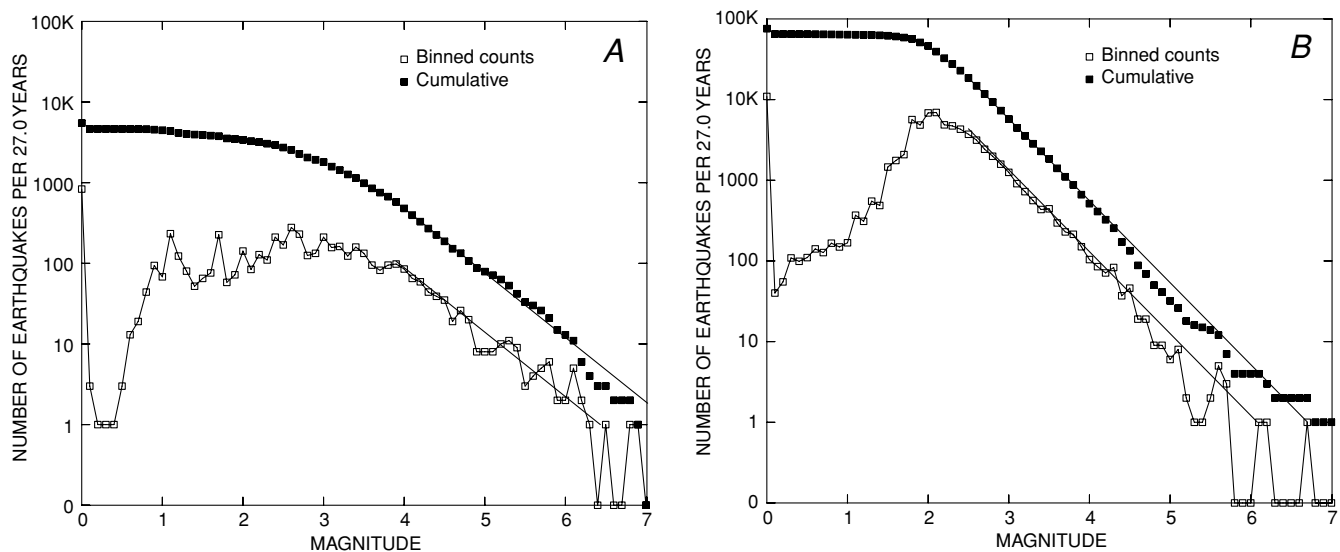 A
NUMBER OF EARTHQUAKES PER 27.0 YEARS
100K
10K
1000
100
10
1
0
Binned counts
Cumulative
0 1 2 3 4 5 6 7
MAGNITUDE
B
NUMBER OF EARTHQUAKES PER 27.0 YEARS
100K
10K
1000
100
10
1
0
Binned counts
Cumulative
0 1 2 3 4 5 6 7
MAGNITUDE